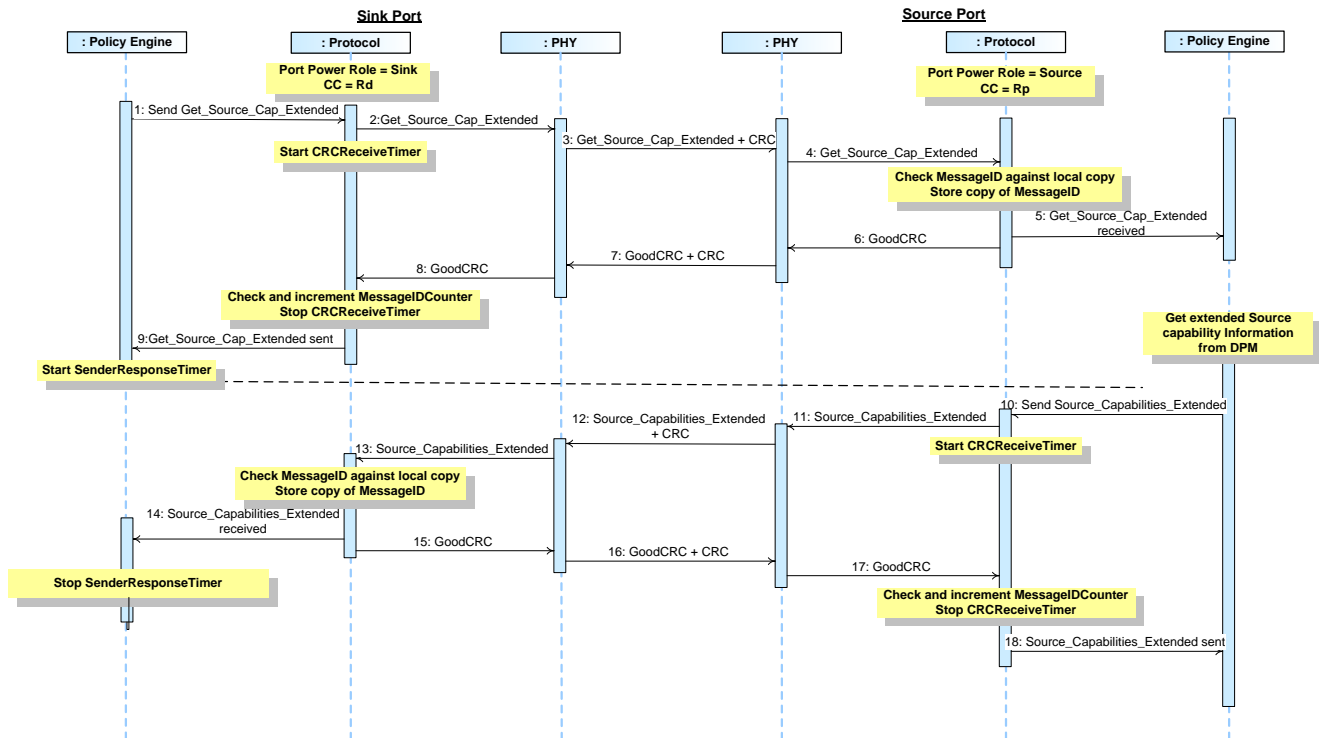 Sink Port
Source Port
: Policy Engine
: Protocol
: PHY
: PHY
: Protocol
: Policy Engine
Port Power Role = Sink
CC = Rd
Port Power Role = Source
CC = Rp
1: Send Get_Source_Cap_Extended
2:Get_Source_Cap_Extended
Start CRCReceiveTimer
3: Get_Source_Cap_Extended + CRC
4: Get_Source_Cap_Extended
Check MessageID against local copy
Store copy of MessageID
5: Get_Source_Cap_Extended
received
6: GoodCRC
7: GoodCRC + CRC
8: GoodCRC
Check and increment MessageIDCounter
Stop CRCReceiveTimer
9:Get_Source_Cap_Extended sent
Start SenderResponseTimer
Get extended Source
capability Information
from DPM
10: Send Source_Capabilities_Extended
11: Source_Capabilities_Extended
Start CRCReceiveTimer
12: Source_Capabilities_Extended
+ CRC
13: Source_Capabilities_Extended
Check MessageID against local copy
Store copy of MessageID
14: Source_Capabilities_Extended
received
15: GoodCRC
16: GoodCRC + CRC
17: GoodCRC
Stop SenderResponseTimer
Check and increment MessageIDCounter
Stop CRCReceiveTimer
18: Source_Capabilities_Extended sent